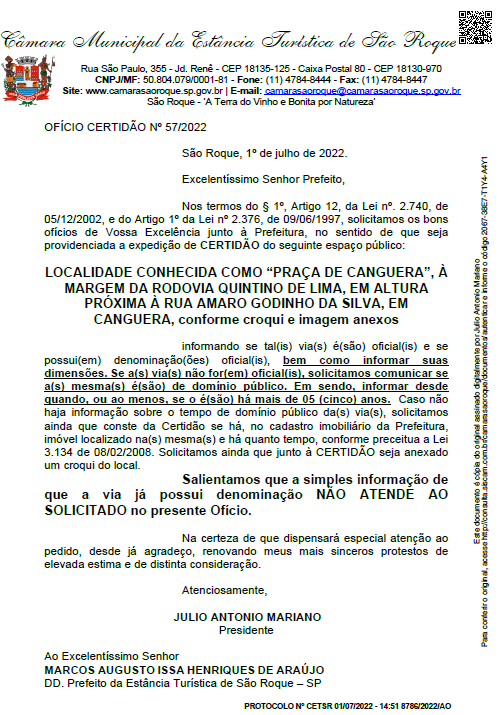 Câmara Municipal da Estância Turística de São Roque
Rua São Paulo, 355 - Jd. Renê - CEP 18135-125 - Caixa Postal 80 - CEP 18130-970
CNPJ/MF: 50.804.079/0001-81 - Fone: (11) 4784-8444 - Fax: (11) 4784-8447
Site: www.camarasaoroque.sp.gov.br | E-mail: camarasaoroque@camarasaoroque.sp.gov.br
São Roque - 'A Terra do Vinho e Bonita por Natureza'
OFÍCIO CERTIDÃO Nº 57/2022
São Roque, 1º de julho de 2022.
Excelentíssimo Senhor Prefeito,
Nos termos do § 1º, Artigo 12, da Lei nº. 2.740, de
05/12/2002, e do Artigo 1º da Lei nº 2.376, de 09/06/1997, solicitamos os bons
ofícios de Vossa Excelência junto à Prefeitura, no sentido de que seja
providenciada a expedição de CERTIDÃO do seguinte espaço público:
LOCALIDADE CONHECIDA COMO “PRAÇA DE CANGUERA”, À
MARGEM DA RODOVIA QUINTINO DE LIMA, EM ALTURA
PRÓXIMA À RUA AMARO GODINHO DA SILVA, EM
CANGUERA, conforme croqui e imagem anexos
informando se tal(is) via(s) é(são) oficial(is) e se
possui(em) denominação(ões) oficial(is), bem como informar suas
dimensões. Se a(s) via(s) não for(em) oficial(is), solicitamos comunicar se
a(s) mesma(s) é(são) de domínio público. Em sendo, informar desde
quando, ou ao menos, se o é(são) há mais de 05 (cinco) anos. Caso não
haja informação sobre o tempo de domínio público da(s) via(s), solicitamos
ainda que conste da Certidão se há, no cadastro imobiliário da Prefeitura,
imóvel localizado na(s) mesma(s) e há quanto tempo, conforme preceitua a Lei
3.134 de 08/02/2008. Solicitamos ainda que junto à CERTIDÃO seja anexado
um croqui do local.
Salientamos que a simples informação de
que a via já possui denominação NÃO ATENDE AO
SOLICITADO no presente Ofício.
Na certeza de que dispensará especial atenção ao
pedido, desde já agradeço, renovando meus mais sinceros protestos de
elevada estima e de distinta consideração.
Atenciosamente,
JULIO ANTONIO MARIANO
Presidente
Ao Excelentíssimo Senhor
MARCOS AUGUSTO ISSA HENRIQUES DE ARAÚJO
DD. Prefeito da Estância Turística de São Roque – SP
PROTOCOLO Nº CETSR 01/07/2022 - 14:51 8786/2022/AO
Este documento é cópia do original assinado digitalmente por Julio Antonio Mariano
Para conferir o original, acesse http://consulta.siscam.com.br/camarasaoroque/documentos/autenticar e informe o código 2067-38E7-T1Y4-A4Y1